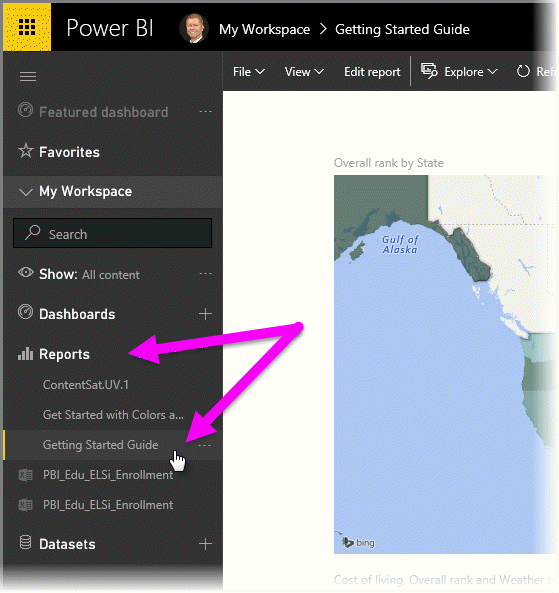 Power BI
My Workspace > Getting Started Guide
File View Edit report Explore
Featured dashboard ...
Favorites
My Workspace
Search
Show: All content ...
Dashboards +
Reports
ContentSat.UV.1
Get Started with Colors a...
Getting Started Guide ...
PBI_Edu_ELSi_Enrollment
PBI_Edu_ELSi_Enrollment
Datasets +
Overall rank by State
Gulf of
Alaska
bing
Cost of living, Overall rank and Weather